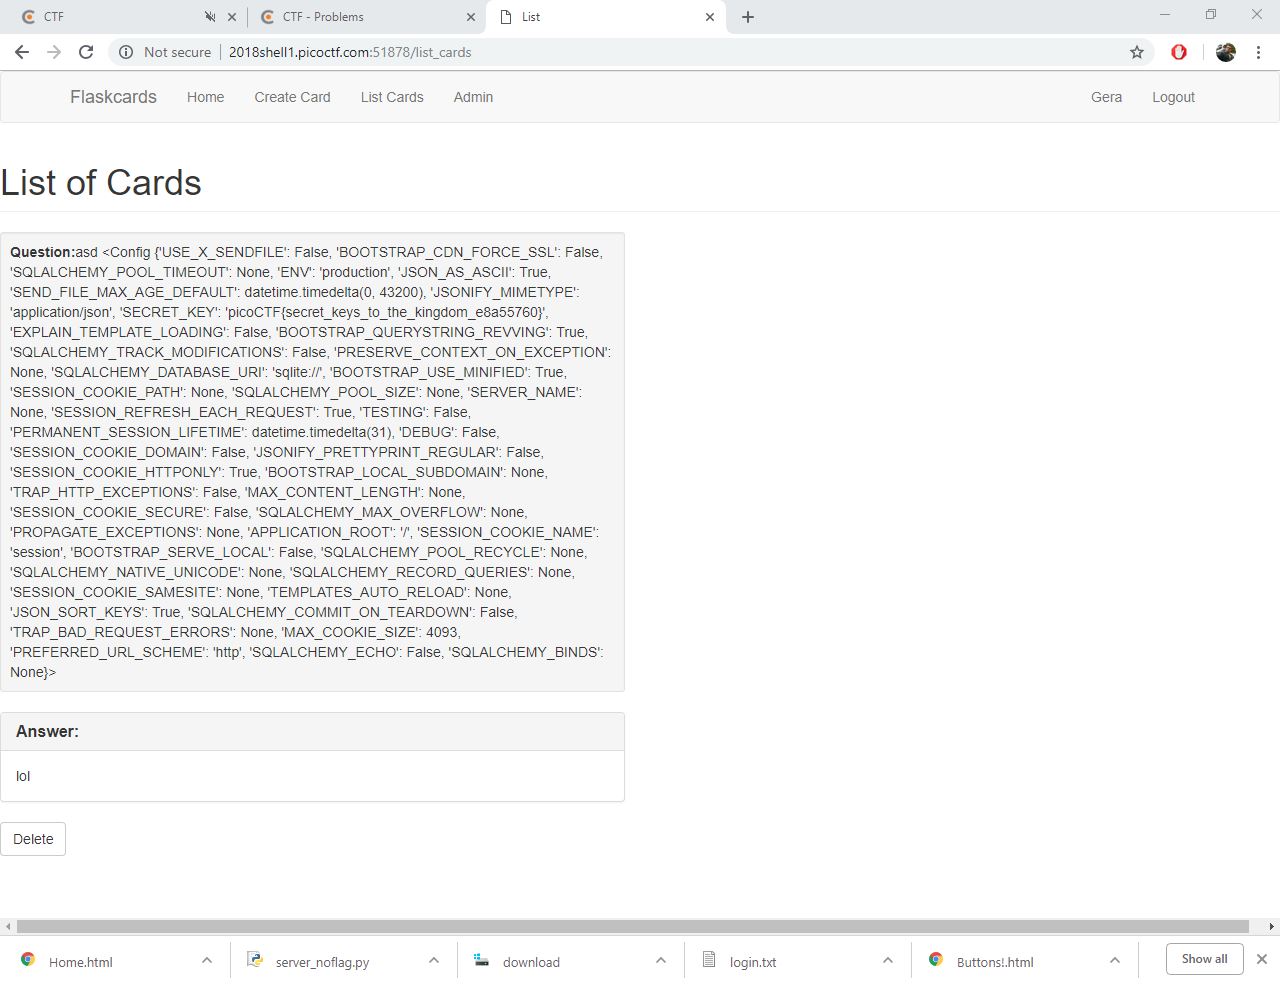 CTF
CTF - Problems
List
Not secure | 2018shell1.picoctf.com:51878/list_cards
Flaskcards Home Create Card List Cards Admin Gera Logout
List of Cards
Question:asd <Config {'USE_X_SENDFILE': False, 'BOOTSTRAP_CDN_FORCE_SSL': False,
'SQLALCHEMY_POOL_TIMEOUT': None, 'ENV': 'production', 'JSON_AS_ASCII': True,
'SEND_FILE_MAX_AGE_DEFAULT': datetime.timedelta(0, 43200), 'JSONIFY_MIMETYPE':
'application/json', 'SECRET_KEY': 'picoCTF{secret_keys_to_the_kingdom_e8a55760}',
'EXPLAIN_TEMPLATE_LOADING': False, 'BOOTSTRAP_QUERYSTRING_REVVING': True,
'SQLALCHEMY_TRACK_MODIFICATIONS': False, 'PRESERVE_CONTEXT_ON_EXCEPTION':
None, 'SQLALCHEMY_DATABASE_URI': 'sqlite://', 'BOOTSTRAP_USE_MINIFIED': True,
'SESSION_COOKIE_PATH': None, 'SQLALCHEMY_POOL_SIZE': None, 'SERVER_NAME':
None, 'SESSION_REFRESH_EACH_REQUEST': True, 'TESTING': False,
'PERMANENT_SESSION_LIFETIME': datetime.timedelta(31), 'DEBUG': False,
'SESSION_COOKIE_DOMAIN': False, 'JSONIFY_PRETTYPRINT_REGULAR': False,
'SESSION_COOKIE_HTTPONLY': True, 'BOOTSTRAP_LOCAL_SUBDOMAIN': None,
'TRAP_HTTP_EXCEPTIONS': False, 'MAX_CONTENT_LENGTH': None,
'SESSION_COOKIE_SECURE': False, 'SQLALCHEMY_MAX_OVERFLOW': None,
'PROPAGATE_EXCEPTIONS': None, 'APPLICATION_ROOT': '/', 'SESSION_COOKIE_NAME':
'session', 'BOOTSTRAP_SERVE_LOCAL': False, 'SQLALCHEMY_POOL_RECYCLE': None,
'SQLALCHEMY_NATIVE_UNICODE': None, 'SQLALCHEMY_RECORD_QUERIES': None,
'SESSION_COOKIE_SAMESITE': None, 'TEMPLATES_AUTO_RELOAD': None,
'JSON_SORT_KEYS': True, 'SQLALCHEMY_COMMIT_ON_TEARDOWN': False,
'TRAP_BAD_REQUEST_ERRORS': None, 'MAX_COOKIE_SIZE': 4093,
'PREFERRED_URL_SCHEME': 'http', 'SQLALCHEMY_ECHO': False, 'SQLALCHEMY_BINDS':
None}>
Answer:
lol
Delete
Home.html
server_noflag.py
download
login.txt
Buttons!.html
Show all